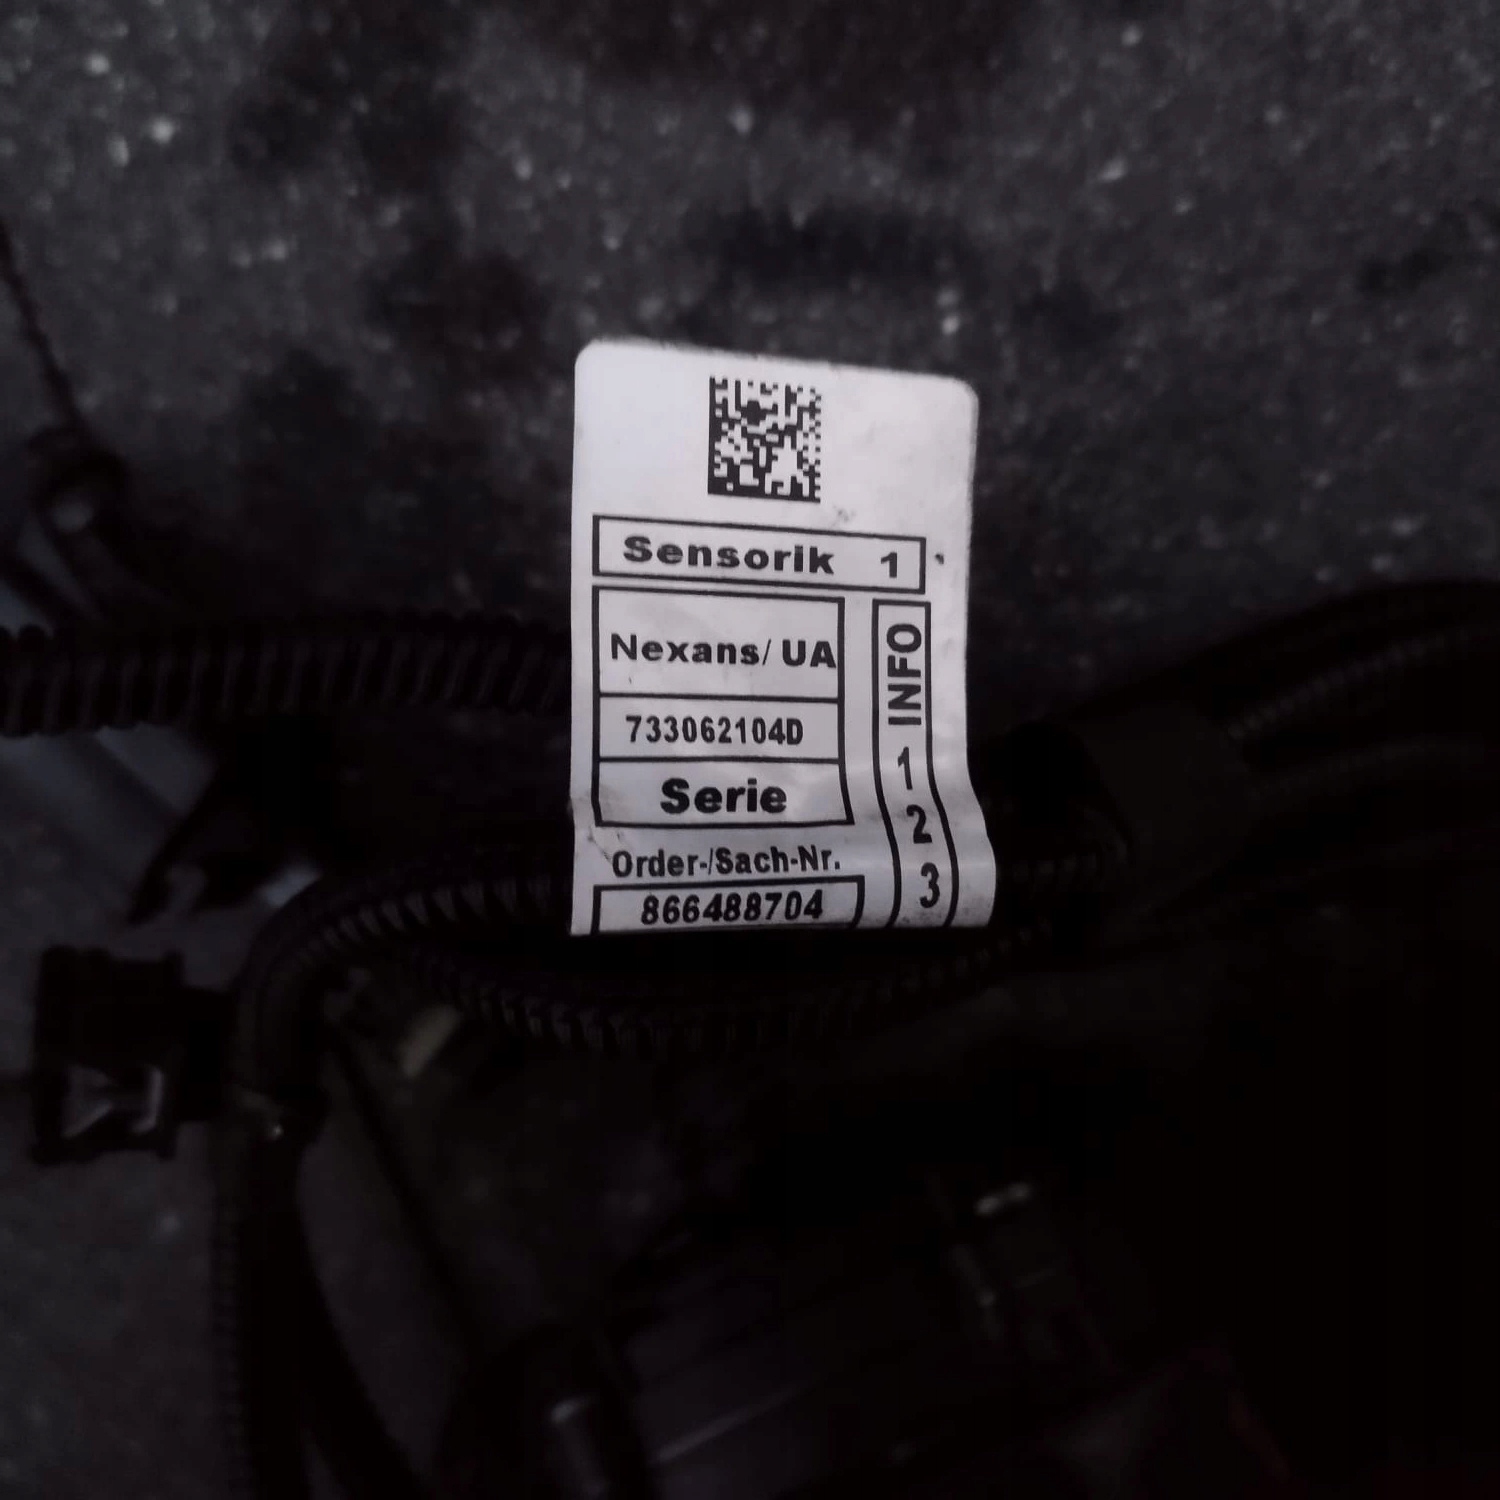 Sensorik 1
Nexans/ UA
733062104D
Serie
Order-/Sach-Nr.
866488704
INFO
1
2
3